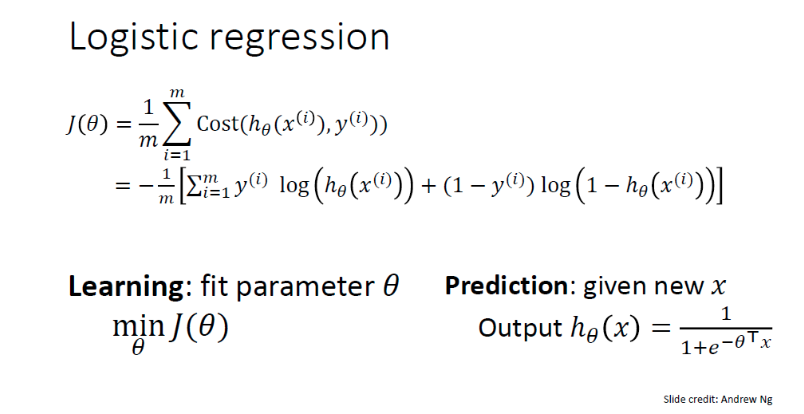 Logistic regression
J(θ) = 1/m ∑_{i=1}^{m} Cost(h_θ(x^(i)), y^(i)))
= −1/m [∑_{i=1}^{m} y^(i) log(h_θ(x^(i))) + (1 − y^(i)) log(1 − h_θ(x^(i)))]
Learning: fit parameter θ
min_θ J(θ)
Prediction: given new x
Output h_θ(x) = 1/(1+e^{−θ^⊤x})
Slide credit: Andrew Ng